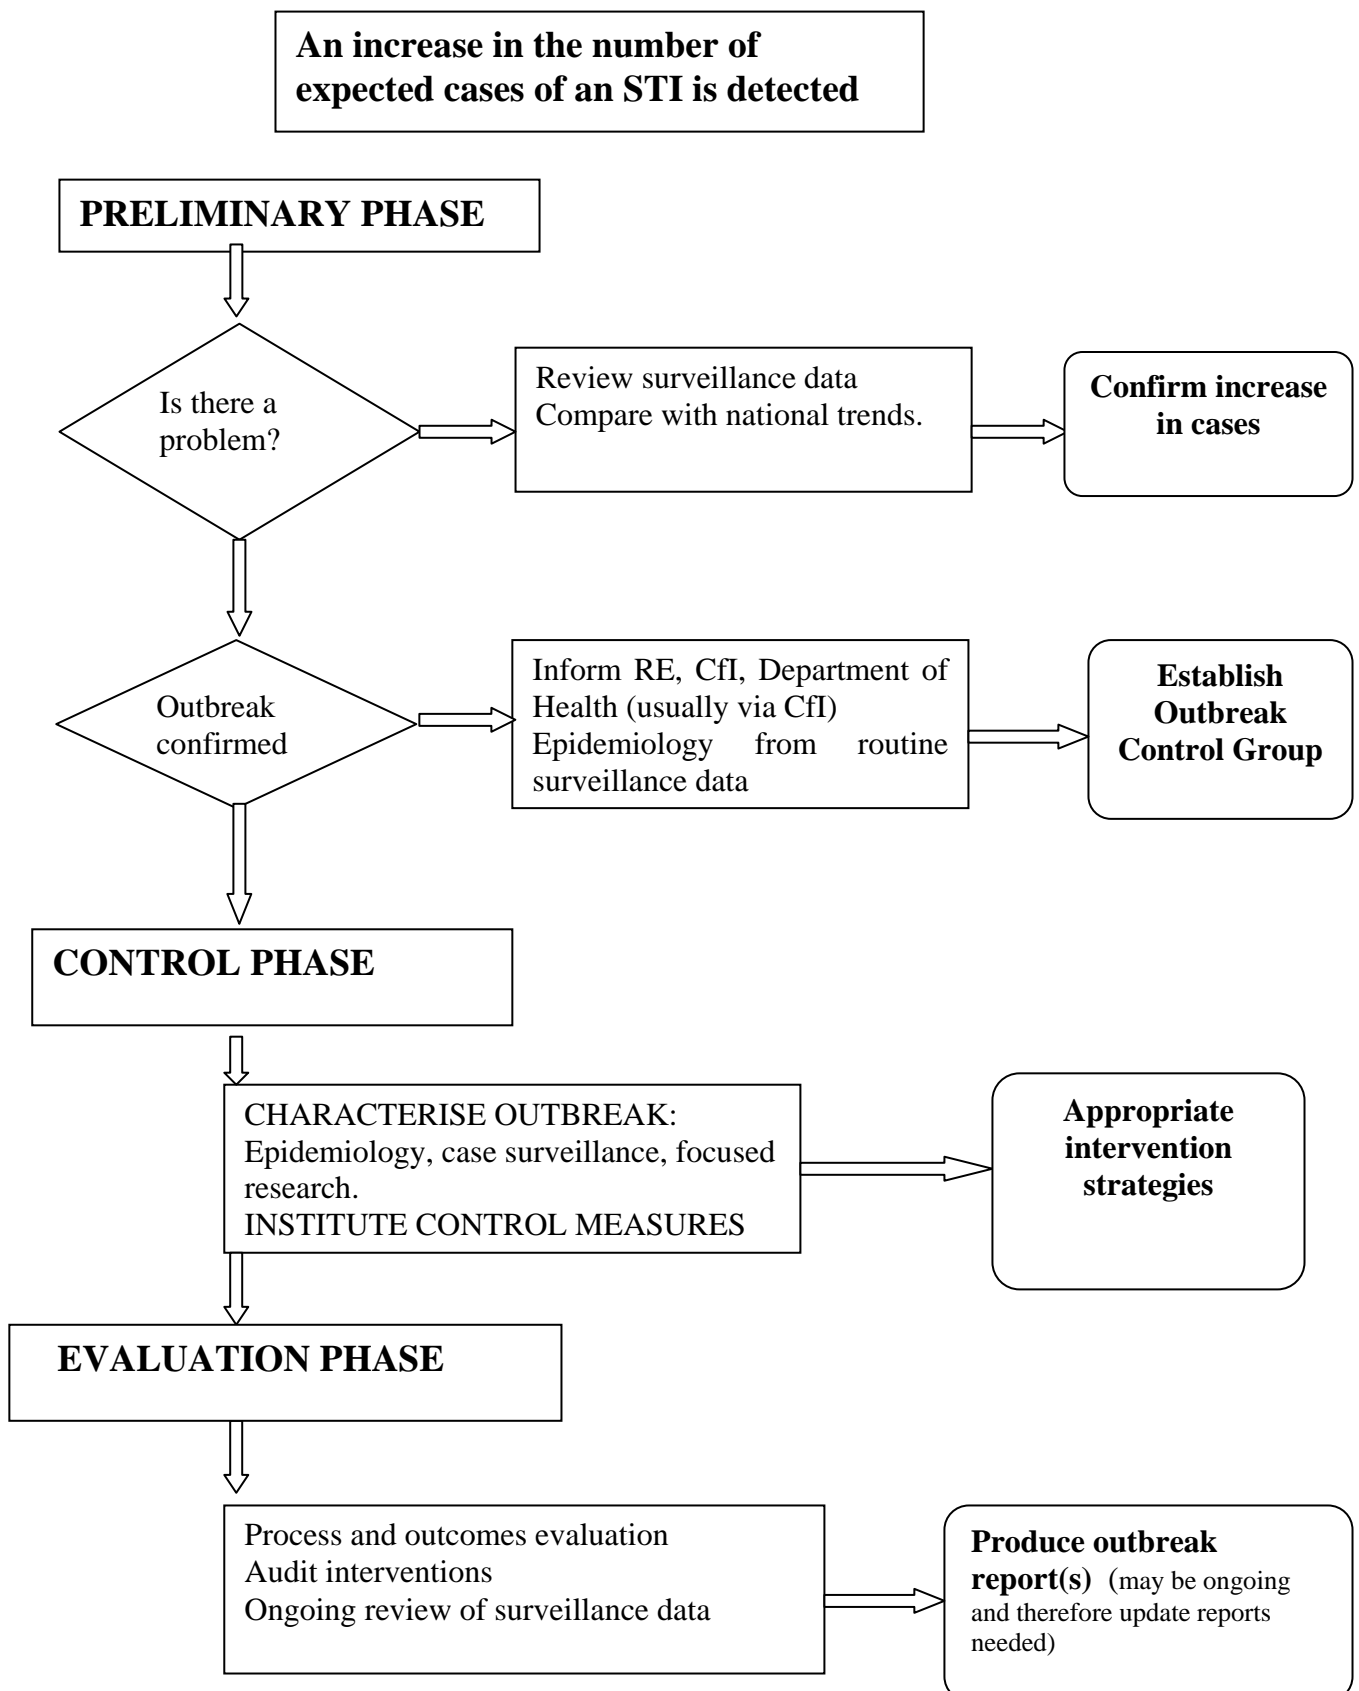 An increase in the number of
expected cases of an STI is detected
PRELIMINARY PHASE
Is there a
problem?
Review surveillance data
Compare with national trends.
Confirm increase
in cases
Outbreak
confirmed
Inform RE, CfI, Department of
Health (usually via CfI)
Epidemiology from routine
surveillance data
Establish
Outbreak
Control Group
CONTROL PHASE
CHARACTERISE OUTBREAK:
Epidemiology, case surveillance, focused
research.
INSTITUTE CONTROL MEASURES
Appropriate
intervention
strategies
EVALUATION PHASE
Process and outcomes evaluation
Audit interventions
Ongoing review of surveillance data
Produce outbreak
report(s) (may be ongoing
and therefore update reports
needed)